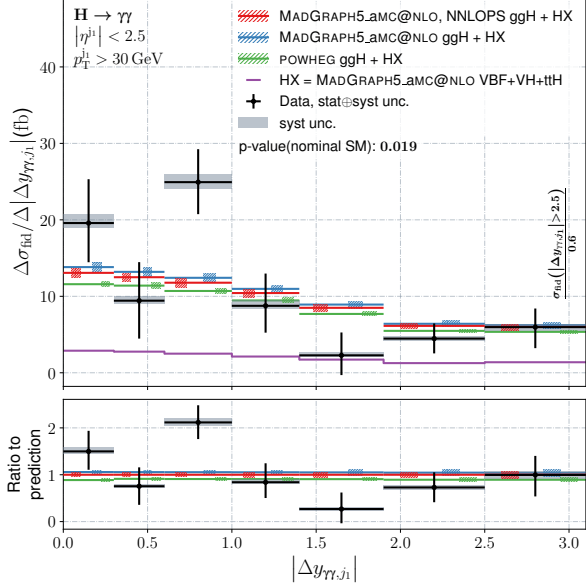 H → γγ
|η^{j₁}| < 2.5
p_T^{j₁} > 30 GeV
MADGRAPH5_AMC@NLO, NNLOPS ggH + HX
MADGRAPH5_AMC@NLO ggH + HX
POWHEG ggH + HX
HX = MADGRAPH5_AMC@NLO VBF+VH+ttH
Data, stat⊕syst unc.
syst unc.
p-value(nominal SM): 0.019
Δσ_fid/Δ|Δy_{γγ,j₁}|(fb)
40
30
20
10
0
σ_fid(|Δy_{γγ,j₁}|>2.5)
0.6
Ratio to
prediction
2
1
0
0.0 0.5 1.0 1.5 2.0 2.5 3.0
|Δy_{γγ,j₁}|